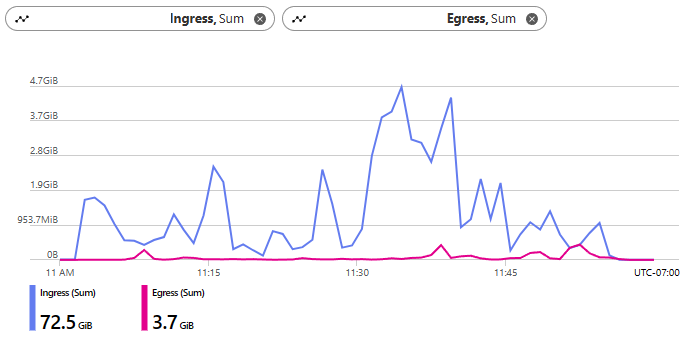 Ingress, Sum
Egress, Sum
4.7GiB
3.7GiB
2.8GiB
1.9GiB
953.7MiB
0B
11 AM 11:15 11:30 11:45 UTC-07:00
Ingress (Sum) Egress (Sum)
72.5 GiB 3.7 GiB